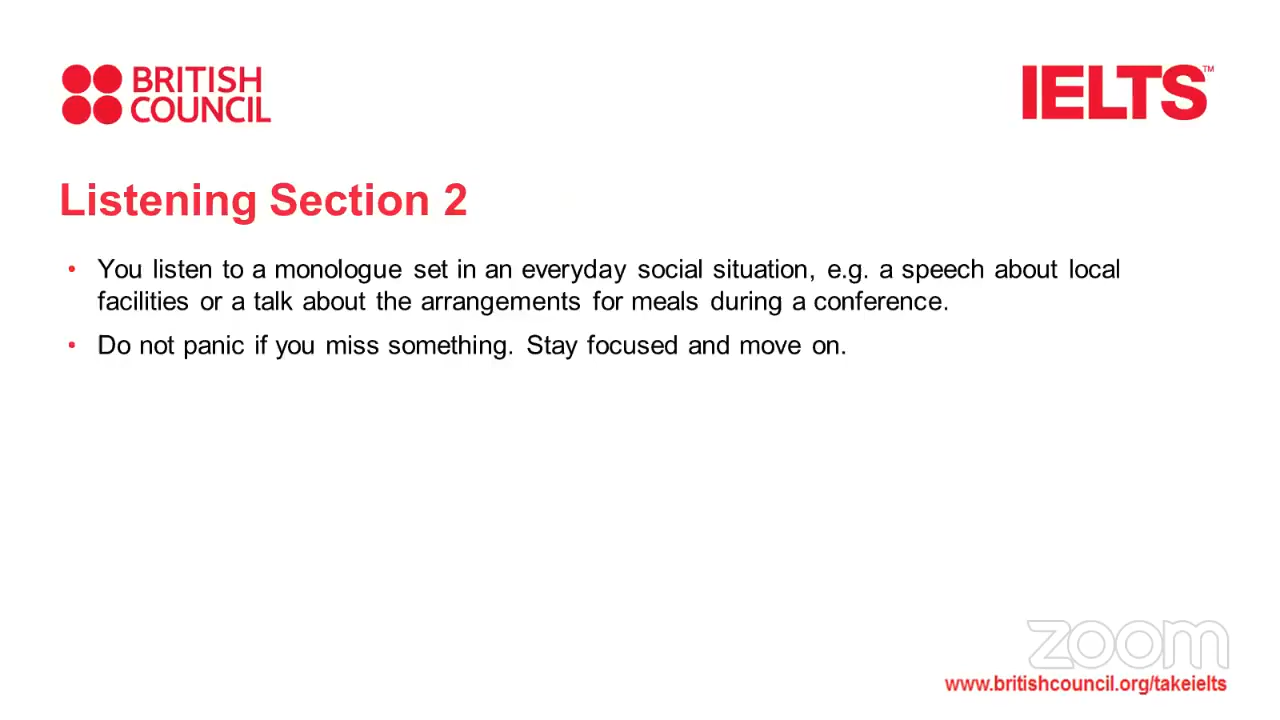 BRITISH
COUNCIL
IELTS™
Listening Section 2
• You listen to a monologue set in an everyday social situation, e.g. a speech about local
facilities or a talk about the arrangements for meals during a conference.
• Do not panic if you miss something. Stay focused and move on.
zoom
www.britishcouncil.org/takeielts